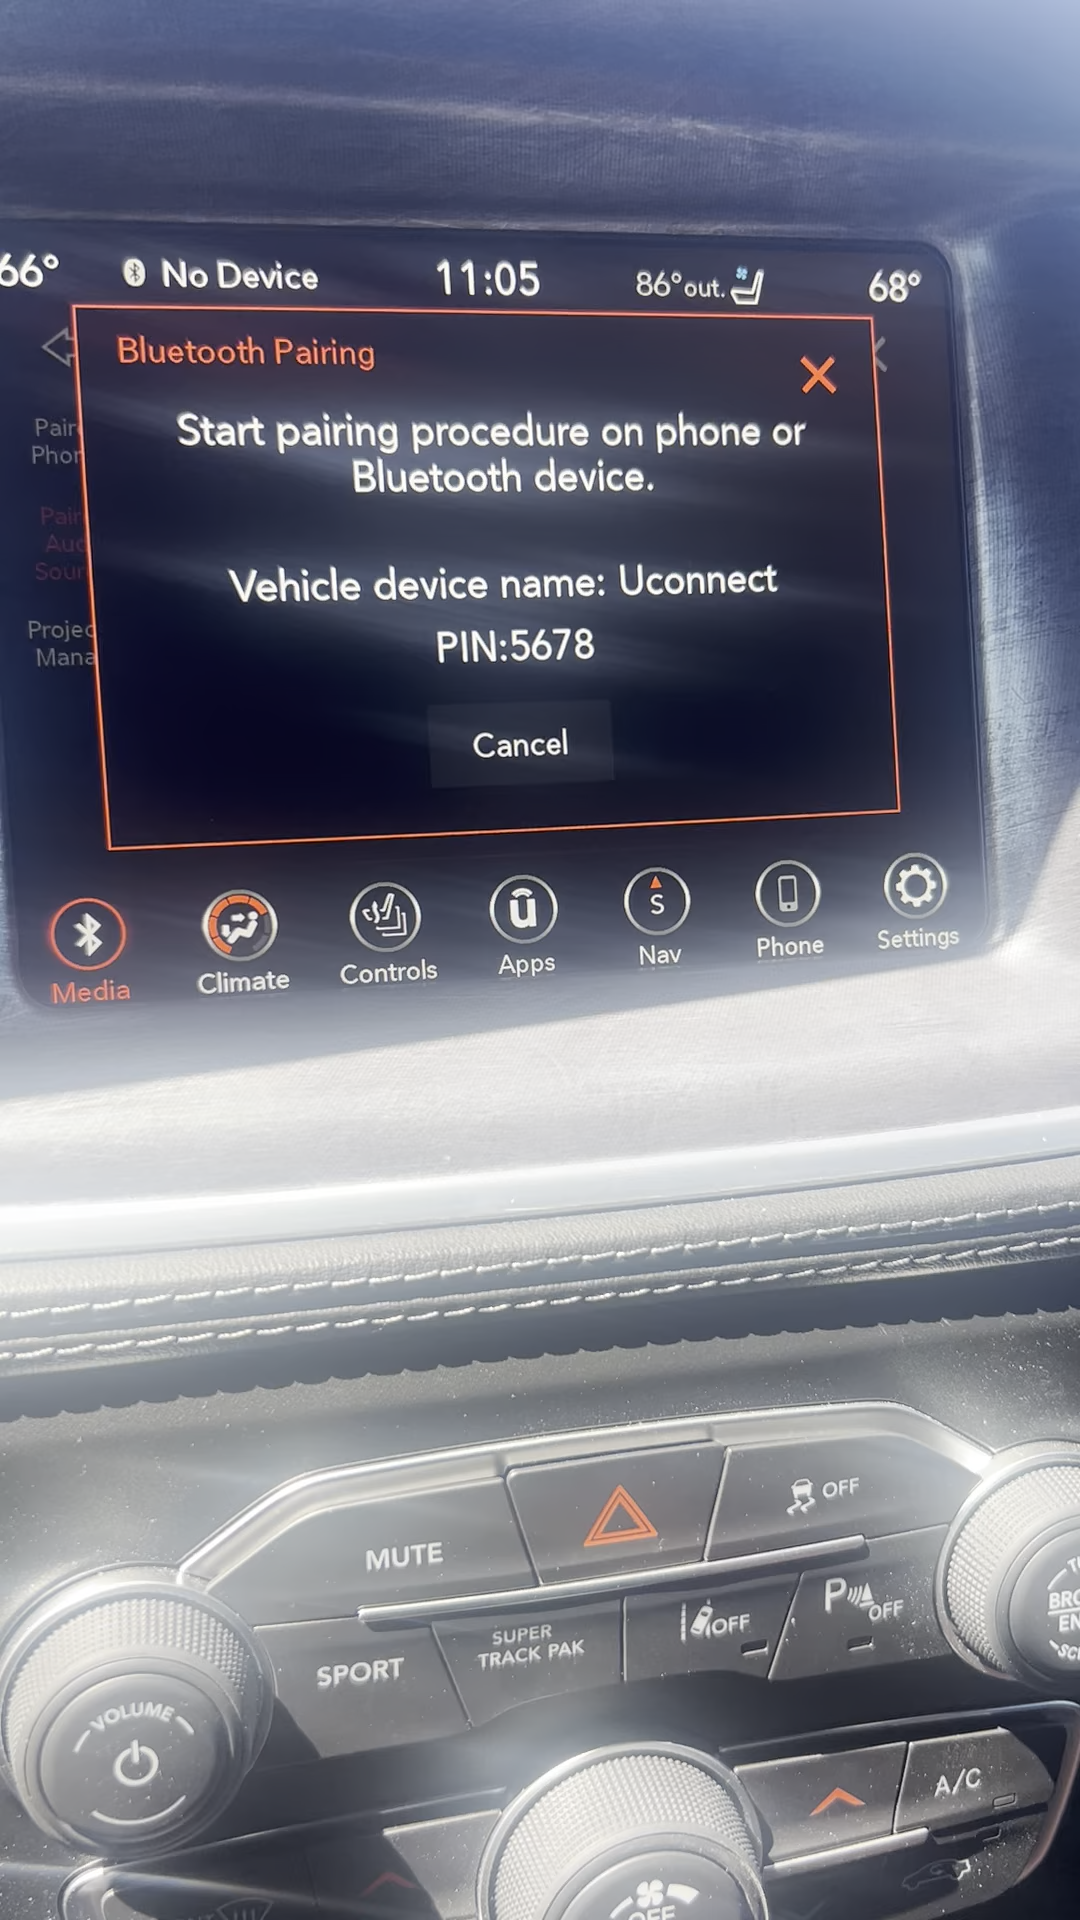 66°
No Device
11:05
86°out.
68°
Bluetooth Pairing
Start pairing procedure on phone or
Bluetooth device.
Vehicle device name: Uconnect
PIN:5678
Cancel
Media
Climate
Controls
Apps
S
Nav
Phone
Settings
MUTE
OFF
SPORT
SUPER
TRACK PAK
OFF
P OFF
VOLUME
A/C
OFF